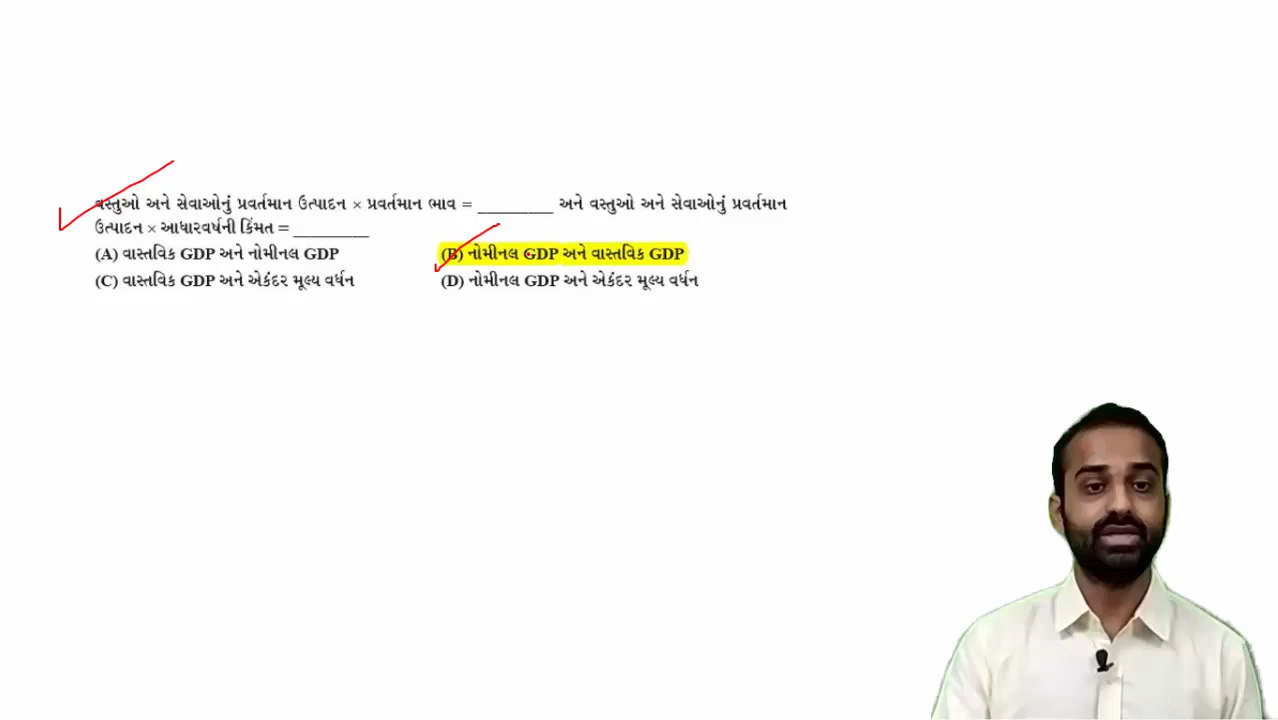 વસ્તુઓ અને સેવાઓનું પ્રવર્તમાન ઉત્પાદન × પ્રવર્તમાન ભાવ = _________ અને વસ્તુઓ અને સેવાઓનું પ્રવર્તમાન
ઉત્પાદન × આધારવર્ષની કિંમત = _________
(A) વાસ્તવિક GDP અને નોમીનલ GDP (B) નોમીનલ GDP અને વાસ્તવિક GDP
(C) વાસ્તવિક GDP અને એકંદર મૂલ્ય વર્ધન (D) નોમીનલ GDP અને એકંદર મૂલ્ય વર્ધન